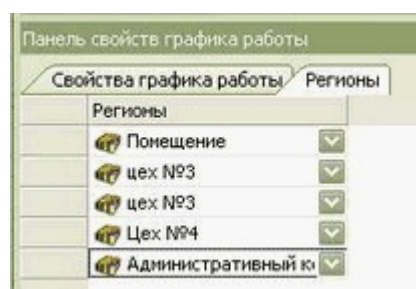 Панель свойств графика работы
Свойства графика работы Регионы
Регионы
Помещение
цех №3
цех №3
Цех №4
Административный к